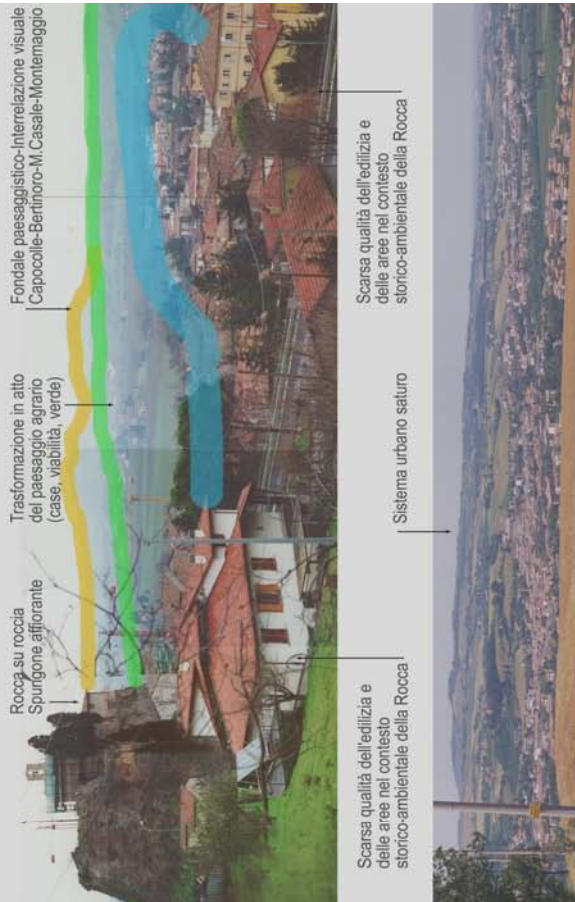 Rocca su roccia
Spungone affiorante
Trasformazione in atto
del paesaggio agrario
(case, viabilità, verde)
Fondale paesaggistico-Interrelazione visuale
Capocolle-Bertinoro-M.Casale-Montemaggio
Scarsa qualità dell'edilizia e
delle aree nel contesto
storico-ambientale della Rocca
Scarsa qualità dell'edilizia e
delle aree nel contesto
storico-ambientale della Rocca
Sistema urbano saturo